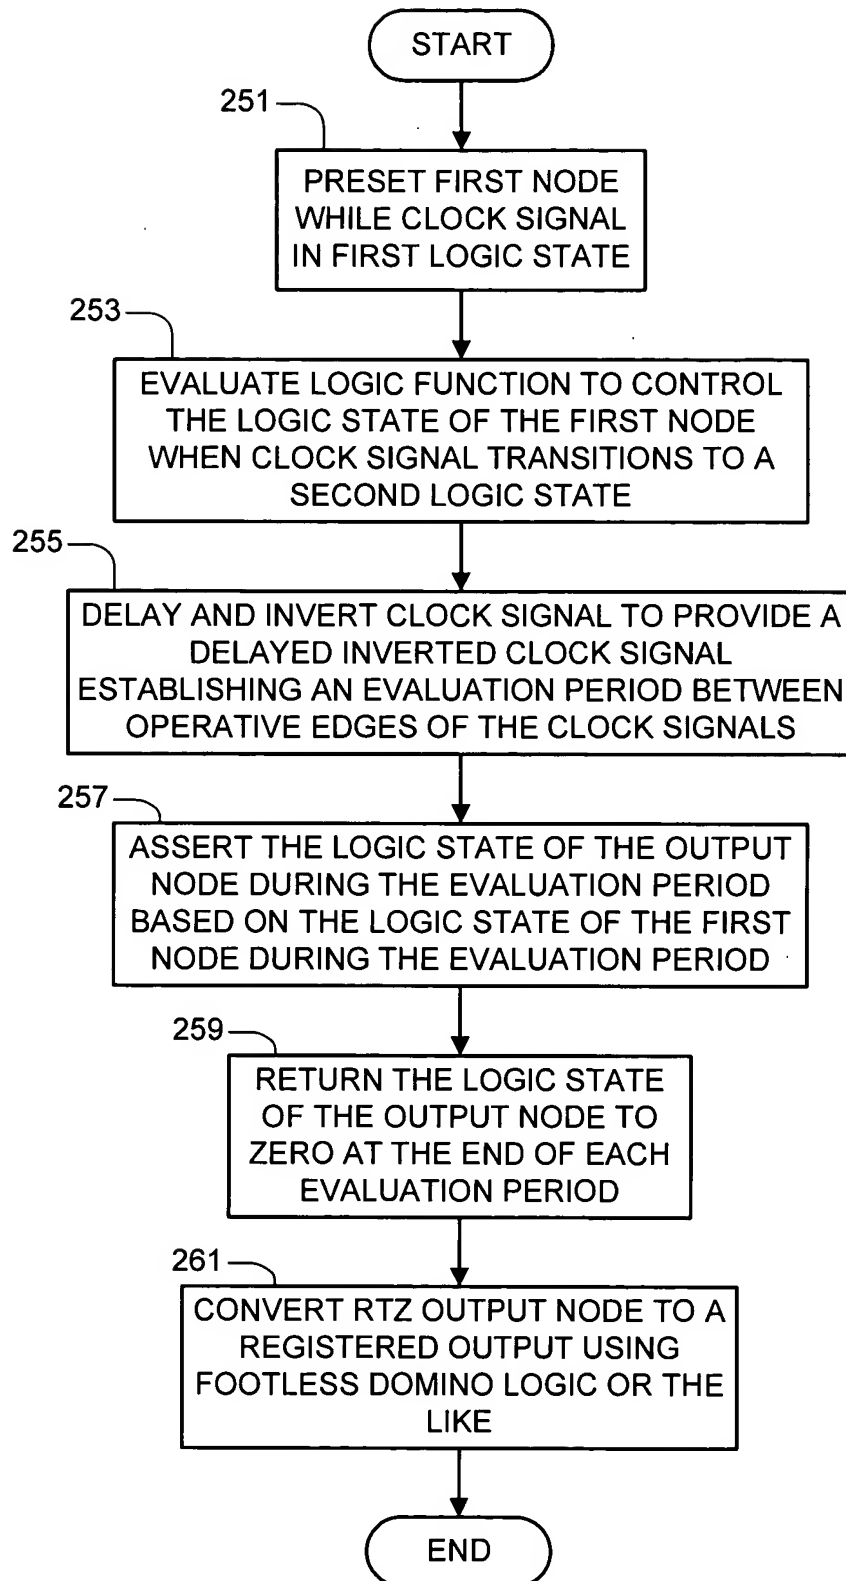 START
251
PRESET FIRST NODE
WHILE CLOCK SIGNAL
IN FIRST LOGIC STATE
253
EVALUATE LOGIC FUNCTION TO CONTROL
THE LOGIC STATE OF THE FIRST NODE
WHEN CLOCK SIGNAL TRANSITIONS TO A
SECOND LOGIC STATE
255
DELAY AND INVERT CLOCK SIGNAL TO PROVIDE A
DELAYED INVERTED CLOCK SIGNAL
ESTABLISHING AN EVALUATION PERIOD BETWEEN
OPERATIVE EDGES OF THE CLOCK SIGNALS
257
ASSERT THE LOGIC STATE OF THE OUTPUT
NODE DURING THE EVALUATION PERIOD
BASED ON THE LOGIC STATE OF THE FIRST
NODE DURING THE EVALUATION PERIOD
259
RETURN THE LOGIC STATE
OF THE OUTPUT NODE TO
ZERO AT THE END OF EACH
EVALUATION PERIOD
261
CONVERT RTZ OUTPUT NODE TO A
REGISTERED OUTPUT USING
FOOTLESS DOMINO LOGIC OR THE
LIKE
END